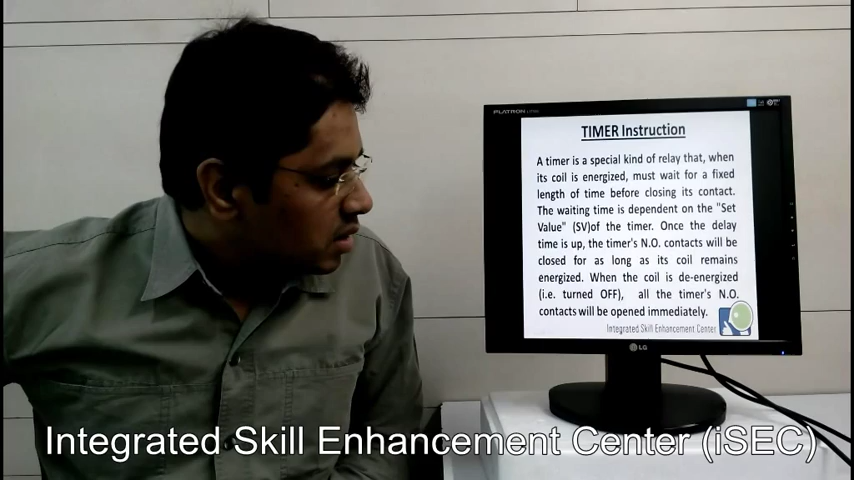 FLATRON
TIMER Instruction
A timer is a special kind of relay that, when
its coil is energized, must wait for a fixed
length of time before closing its contact.
The waiting time is dependent on the "Set
Value" (SV)of the timer. Once the delay
time is up, the timer's N.O. contacts will be
closed for as long as its coil remains
energized. When the coil is de-energized
(i.e. turned OFF), all the timer's N.O.
contacts will be opened immediately.
Integrated Skill Enhancement Center
LG
Integrated Skill Enhancement Center (iSEC)